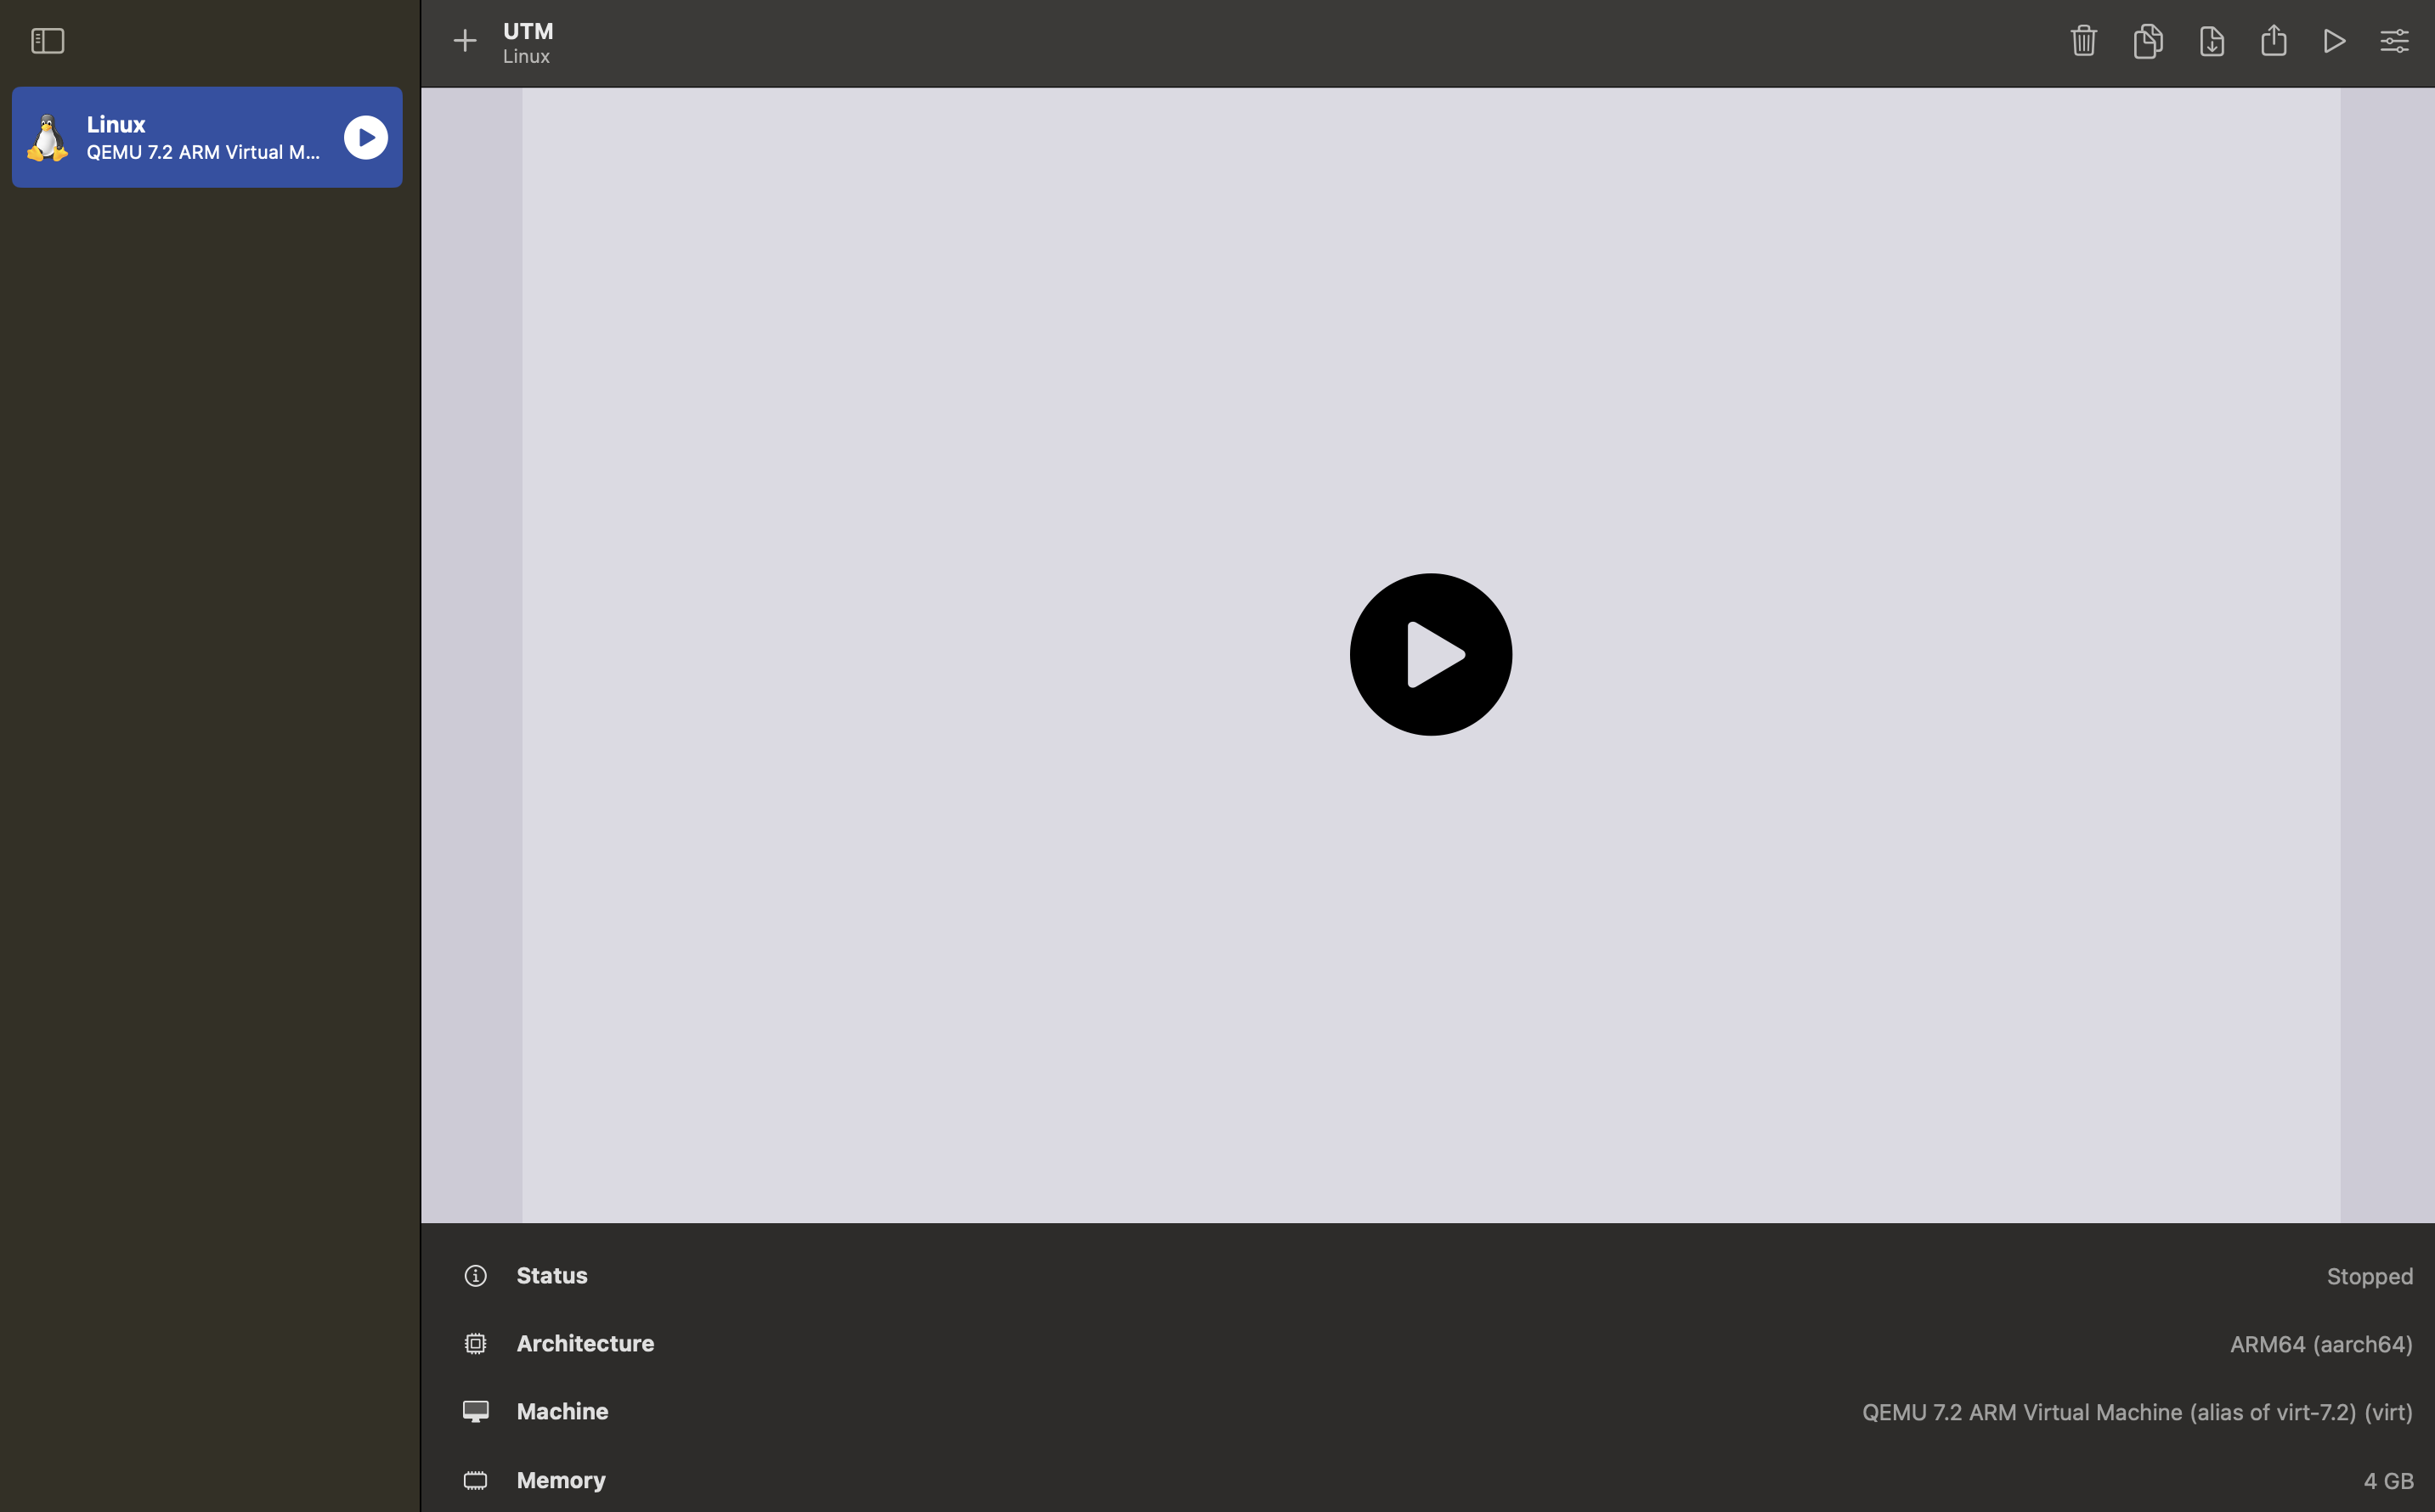 UTM
Linux
Linux
QEMU 7.2 ARM Virtual M...
Status
Stopped
Architecture
ARM64 (aarch64)
Machine
QEMU 7.2 ARM Virtual Machine (alias of virt-7.2) (virt)
Memory
4 GB